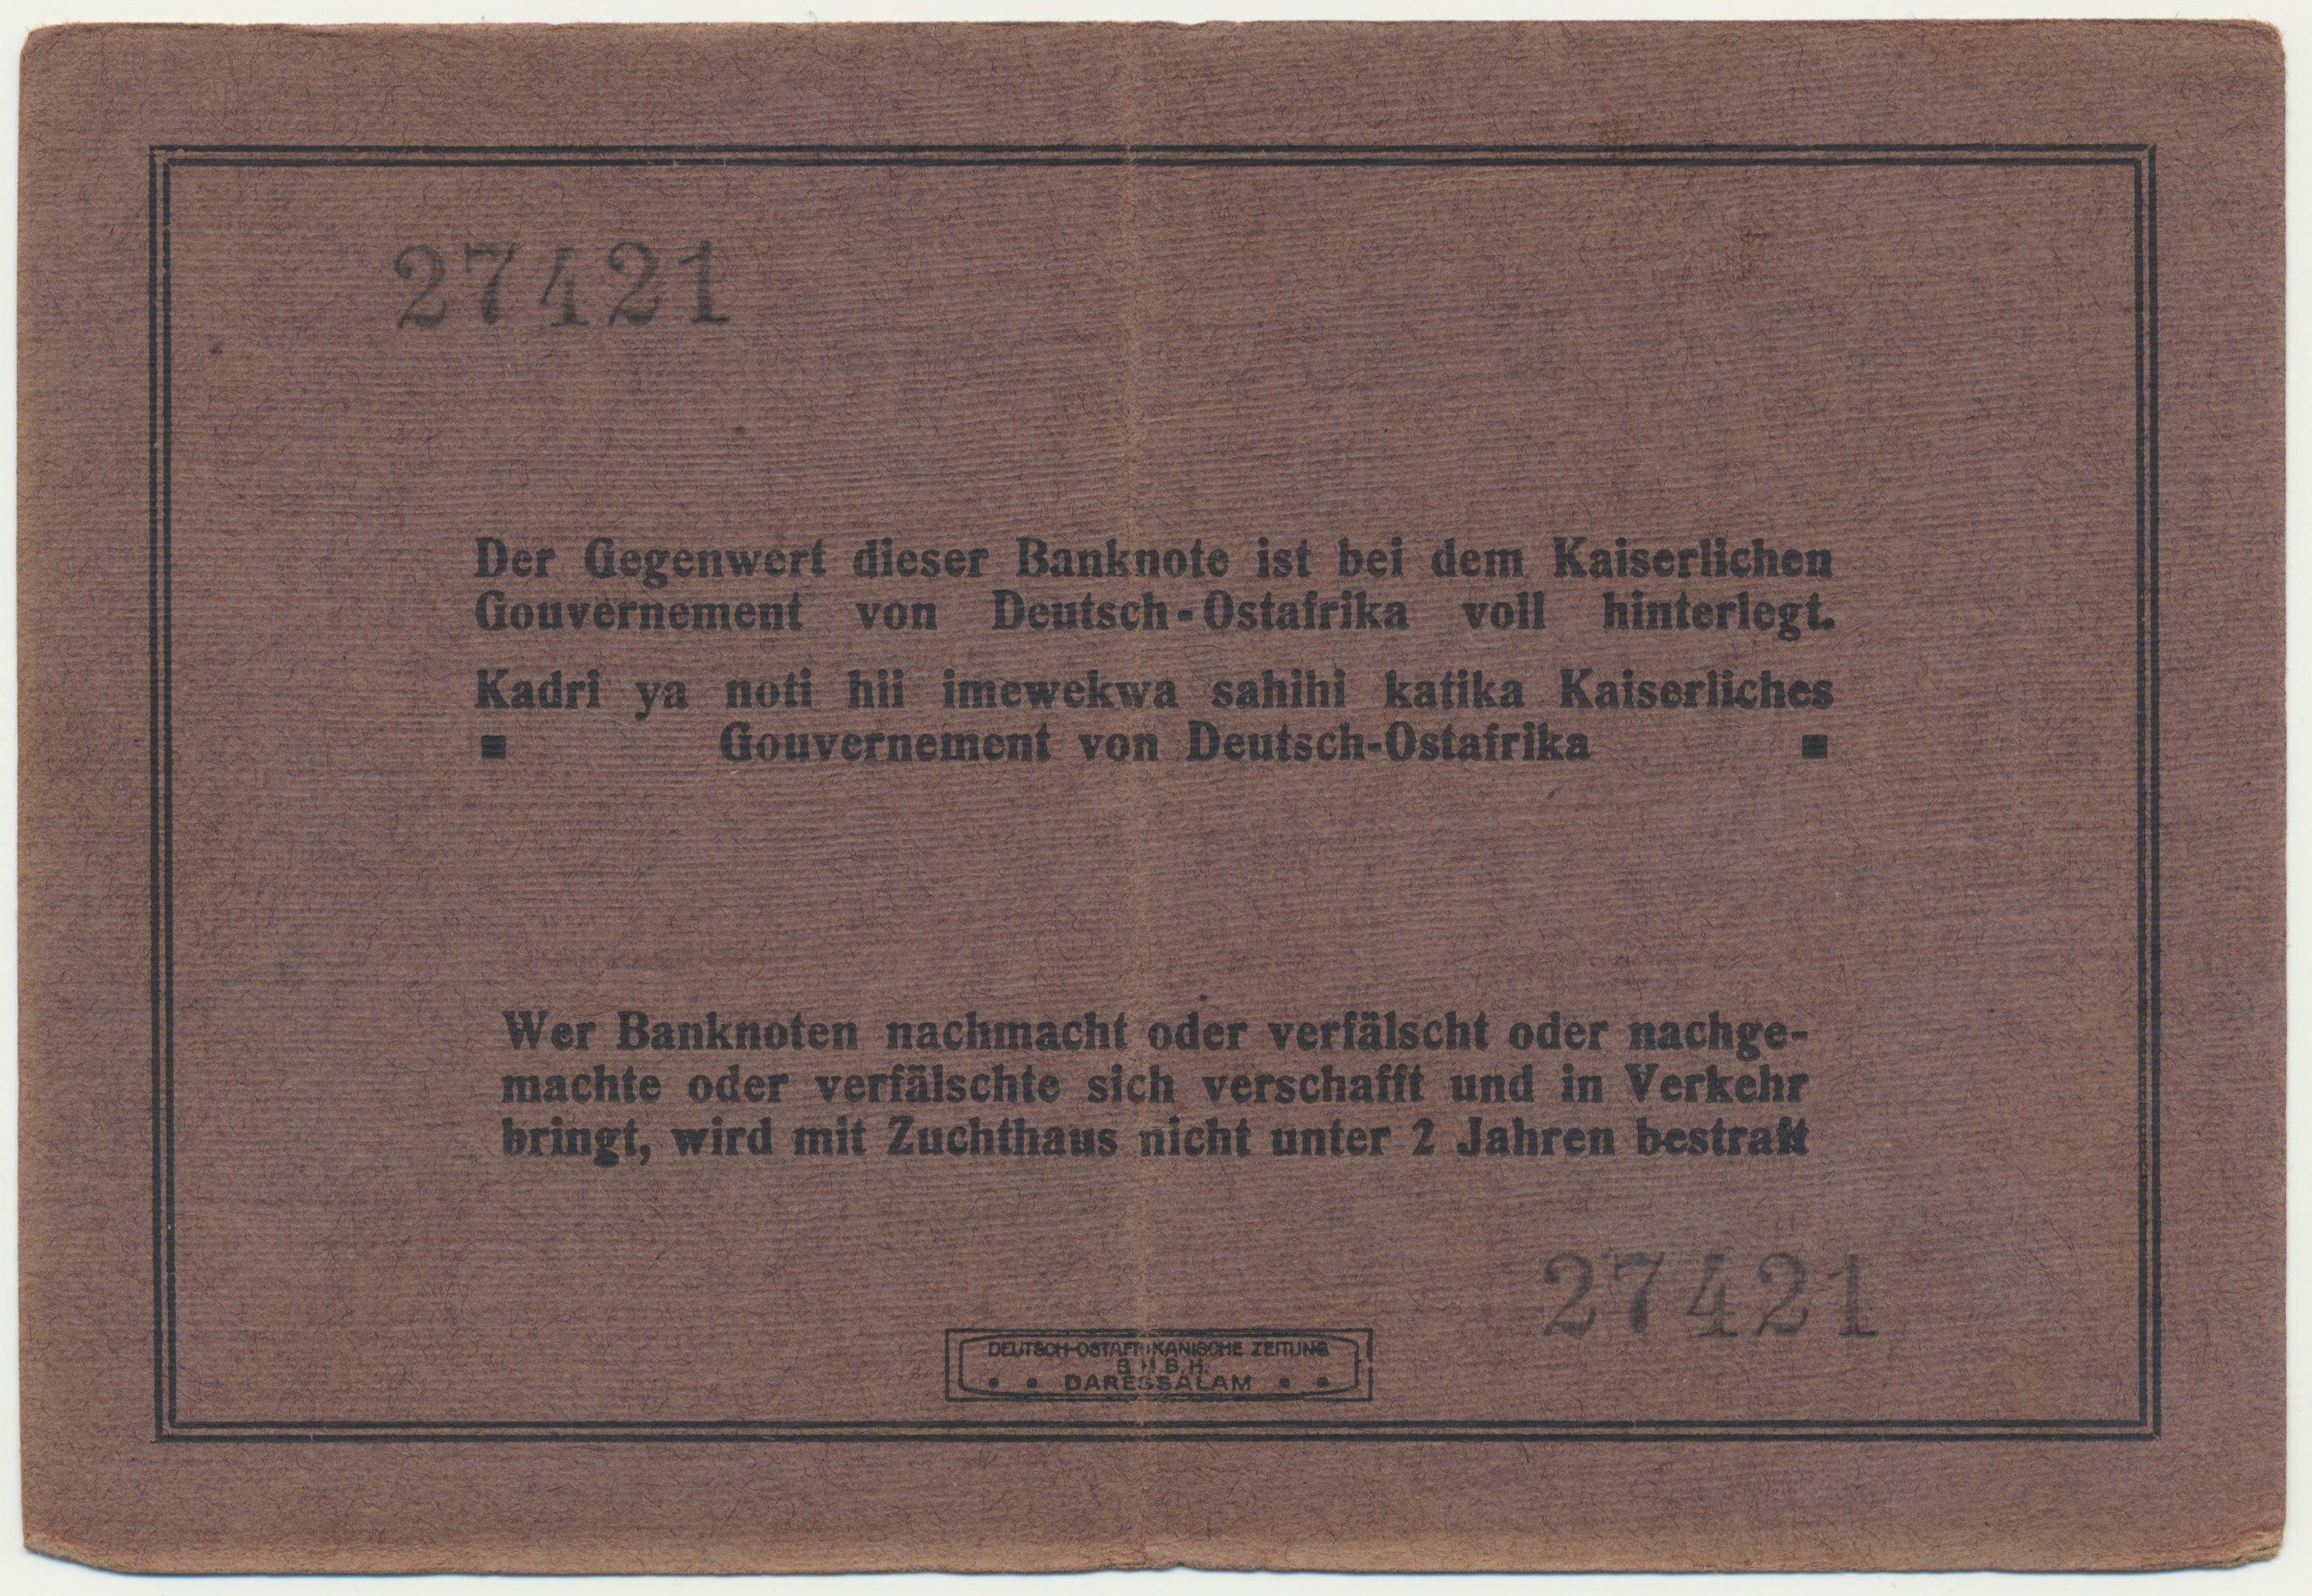 27421
Der Gegenwert dieser Banknote ist bei dem Kaiserlichen
Gouvernement von Deutsch-Ostafrika voll hinterlegt.
Kadri ya noti hii imewekwa sahihi katika Kaiserliches
■ Gouvernement von Deutsch-Ostafrika ■
Wer Banknoten nachmacht oder verfälscht oder nachge-
machte oder verfälschte sich verschafft und in Verkehr
bringt, wird mit Zuchthaus nicht unter 2 Jahren bestraft
27421
DEUTSCH-OSTAFRIKANISCHE ZEITUNG
G. M. B. H.
• • DARESSALAM • •